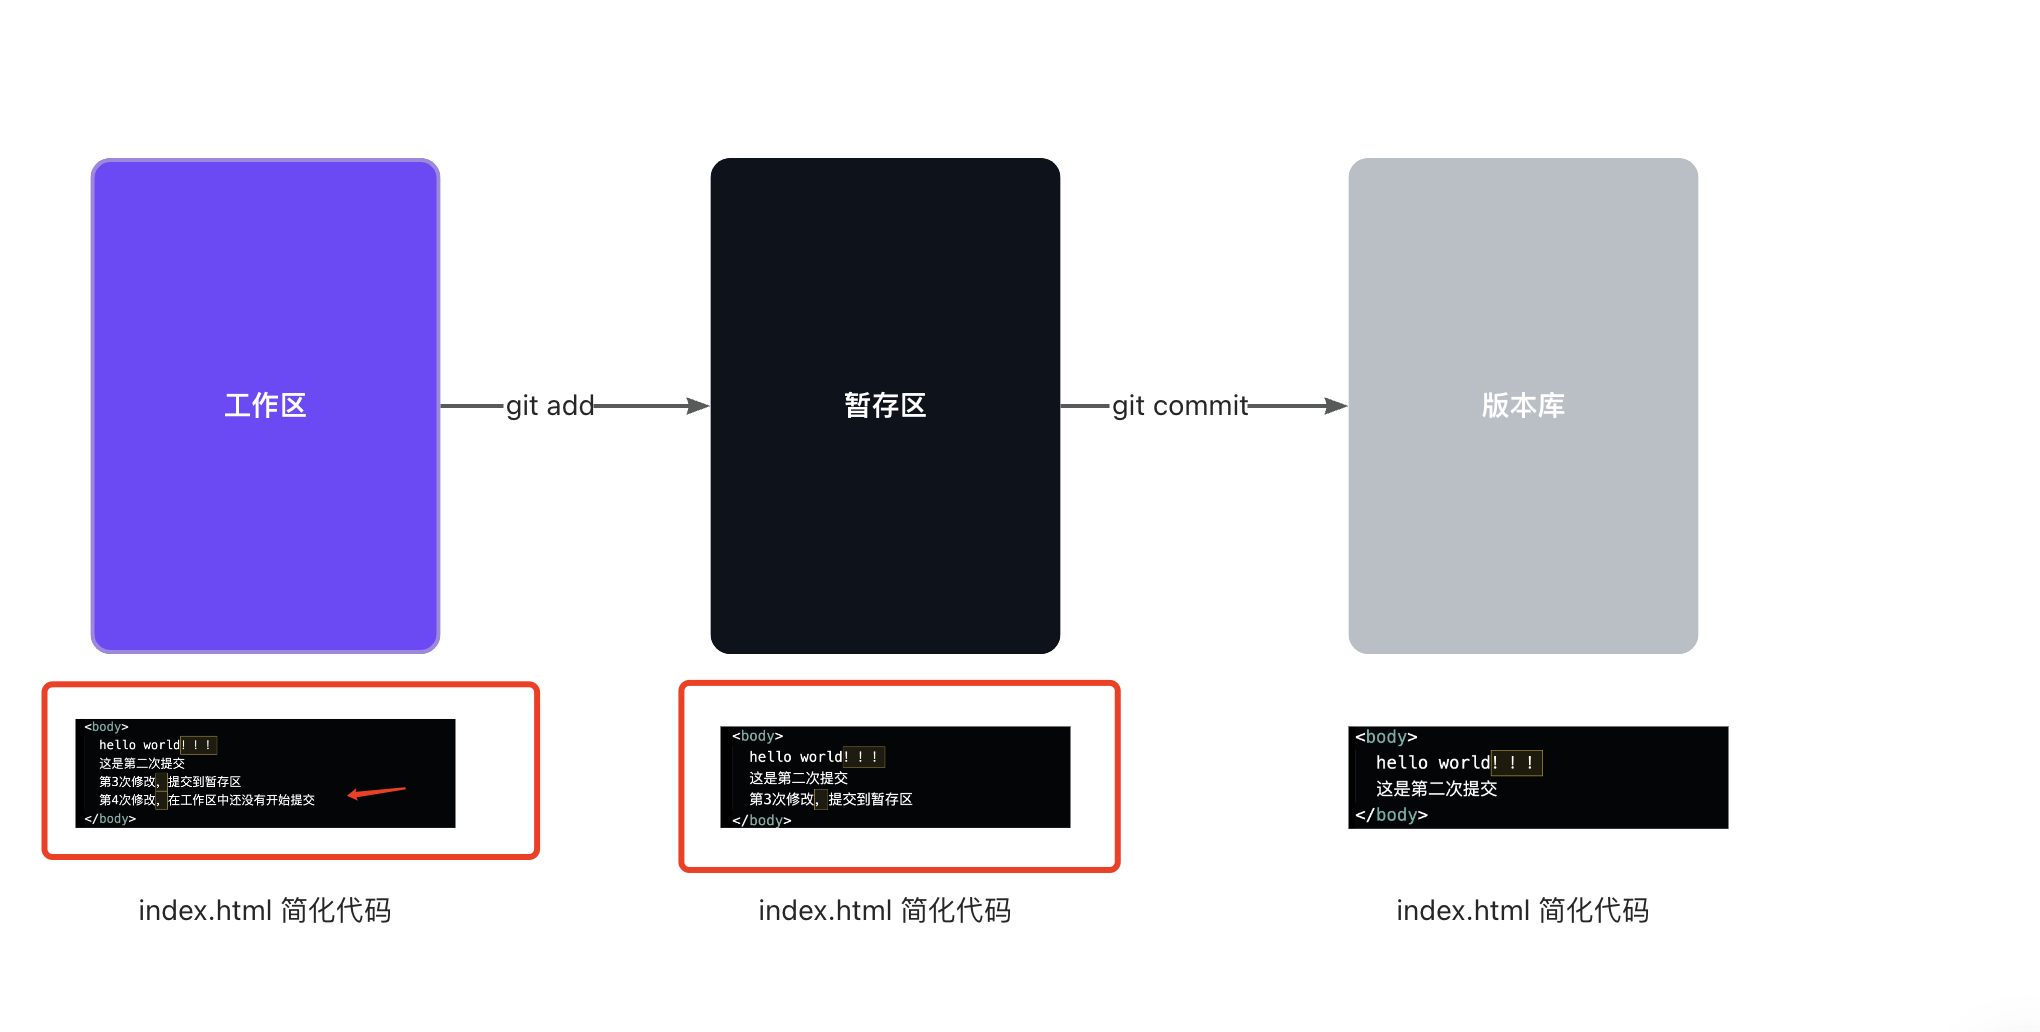 工作区
git add
暂存区
git commit
版本库
<body>
hello world！！！
这是第二次提交
第3次修改，提交到暂存区
第4次修改，在工作区中还没有开始提交
</body>
index.html 简化代码
<body>
hello world！！！
这是第二次提交
第3次修改，提交到暂存区
</body>
index.html 简化代码
<body>
hello world！！！
这是第二次提交
</body>
index.html 简化代码